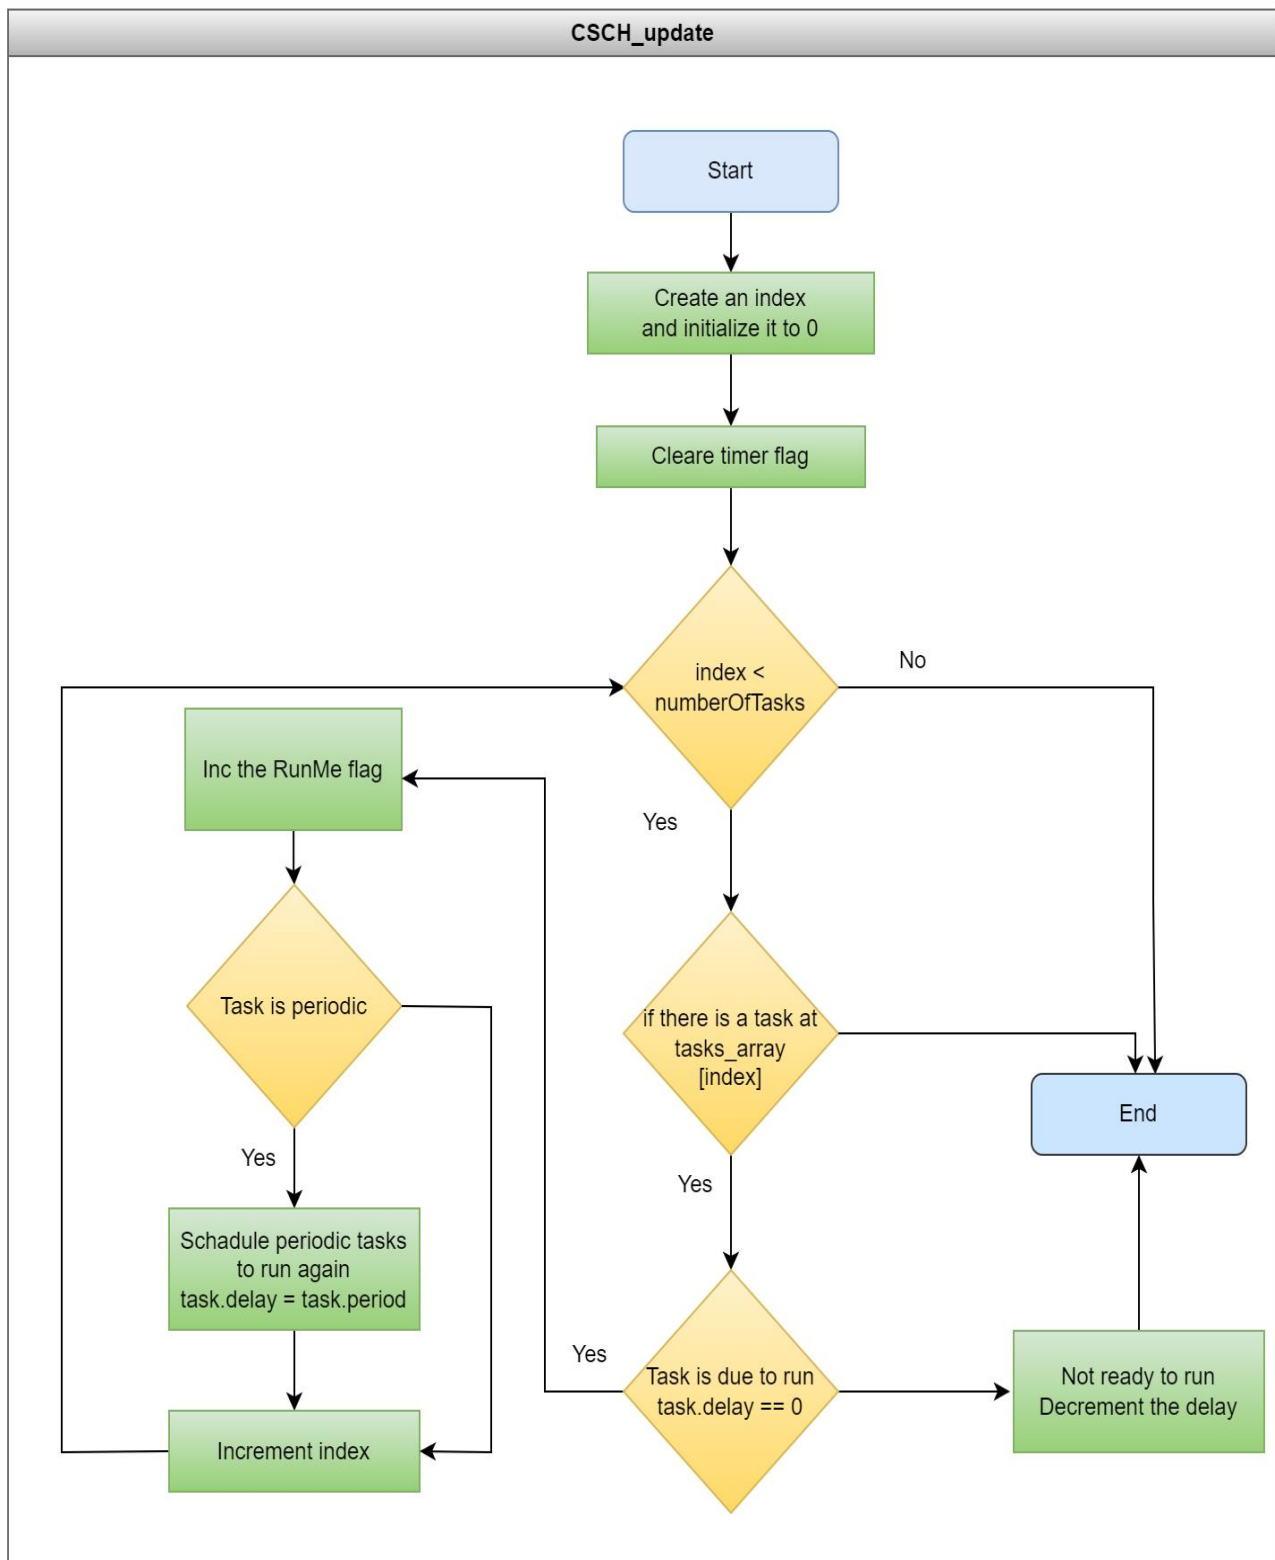 CSCH_update
Start
Create an index
and initialize it to 0
Cleare timer flag
index <
numberOfTasks
No
Yes
if there is a task at
tasks_array
[index]
Yes
Task is due to run
task.delay == 0
Yes
Inc the RunMe flag
Task is periodic
Yes
Schadule periodic tasks
to run again
task.delay = task.period
Increment index
Not ready to run
Decrement the delay
End